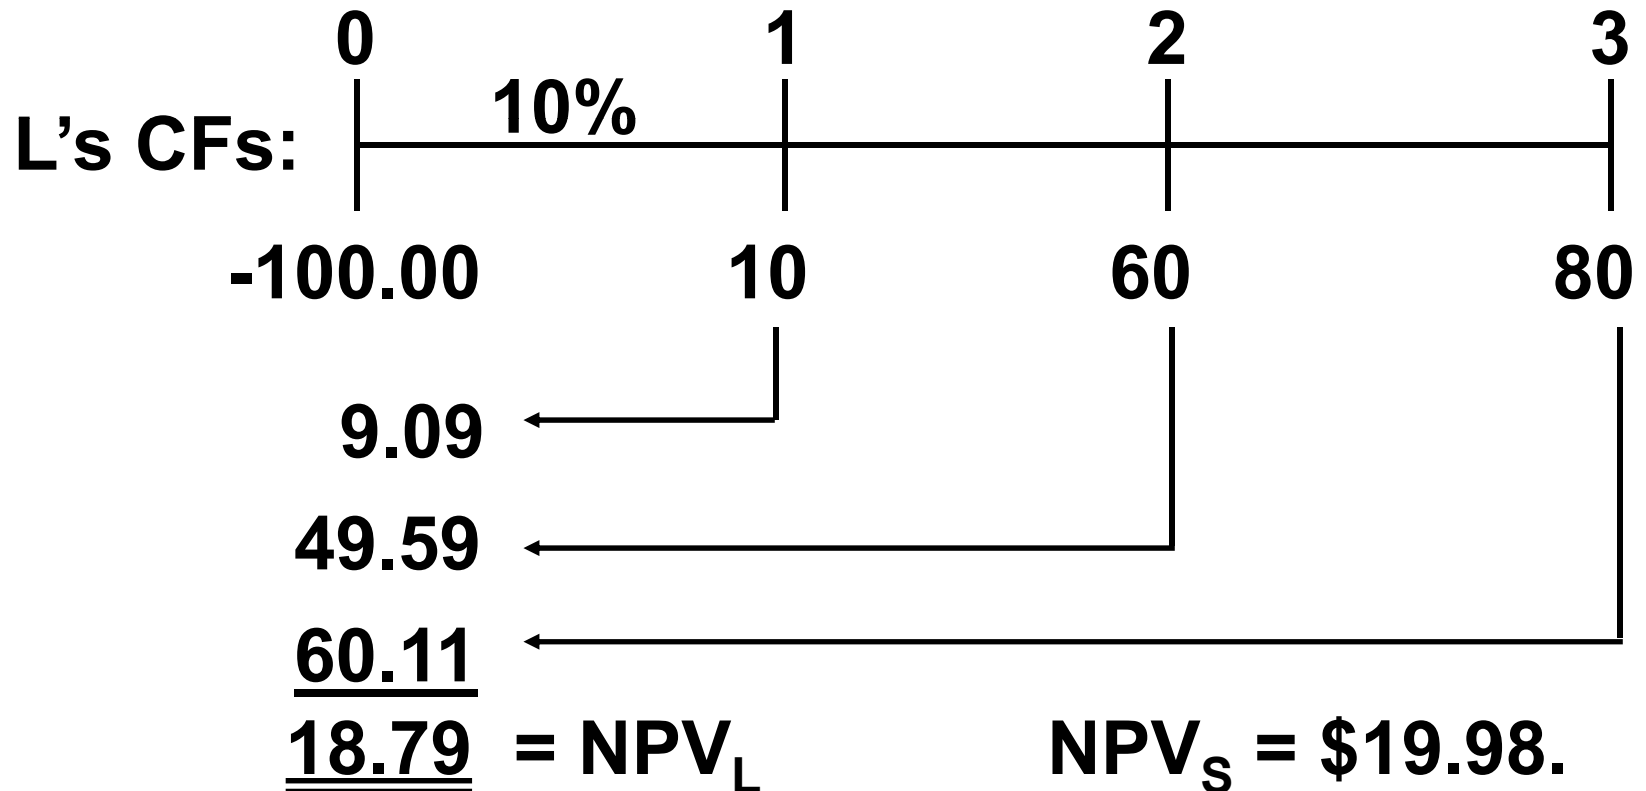 0 1 2 3
10%
L’s CFs:
-100.00 10 60 80
9.09
49.59
60.11
18.79 = NPVL NPVS = $19.98.